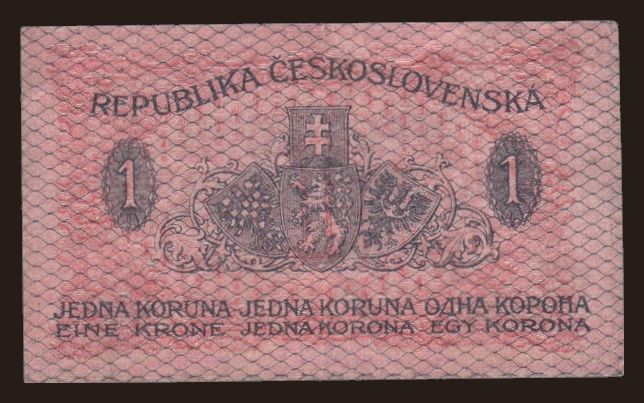 REPUBLIKA ČESKOSLOVENSKÁ
1 1
JEDNA KORUNA JEDNA KORUNA ОДНА КОРОНА
EINE KRONE JEDNA KORONA EGY KORONA